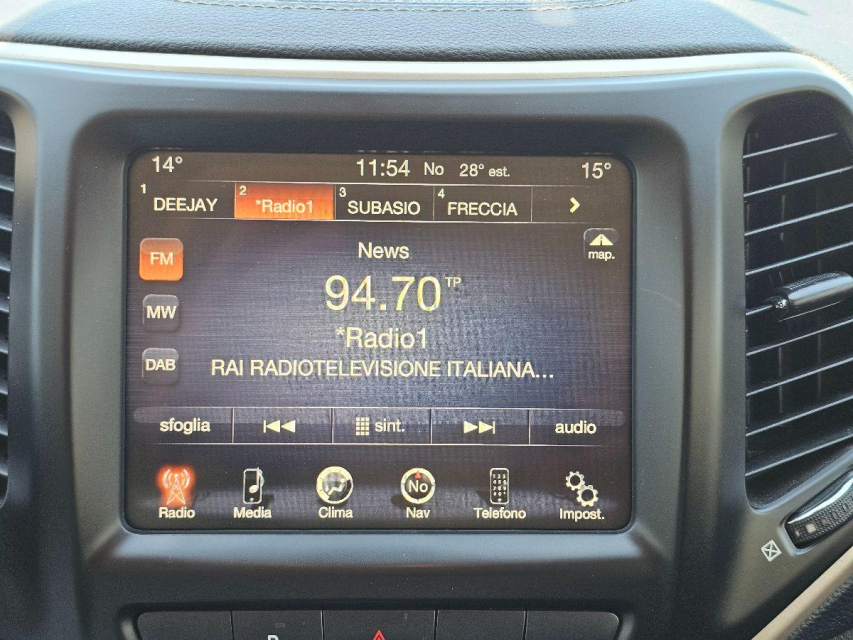 14° 11:54 No 28° est. 15°
1 DEEJAY 2 *Radio1 3 SUBASIO 4 FRECCIA
map.
FM
News
94.70 TP
MW
*Radio1
DAB
RAI RADIOTELEVISIONE ITALIANA...
sfoglia sint. audio
No
Radio Media Clima Nav Telefono Impost.